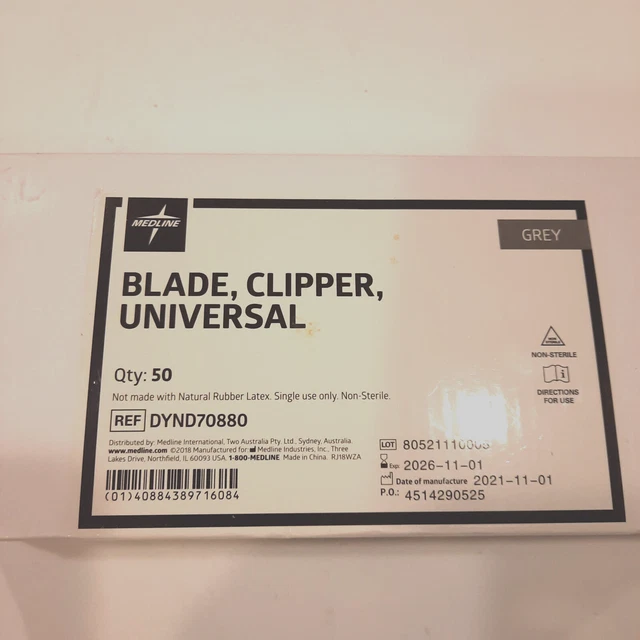 MEDLINE
GREY
BLADE, CLIPPER,
UNIVERSAL
Qty: 50
Not made with Natural Rubber Latex. Single use only. Non-Sterile.
REF DYND70880
NON-STERILE
DIRECTIONS
FOR USE
Distributed by: Medline International, Two Australia Pty. Ltd., Sydney, Australia.
www.medline.com ©2018 Manufactured for: Medline Industries, Inc., Three
Lakes Drive, Northfield, IL 60093 USA. 1-800-MEDLINE Made in China. RJ18WZA
(01)40884389716084
LOT 80521110005
Exp: 2026-11-01
Date of manufacture 2021-11-01
P.O.: 4514290525